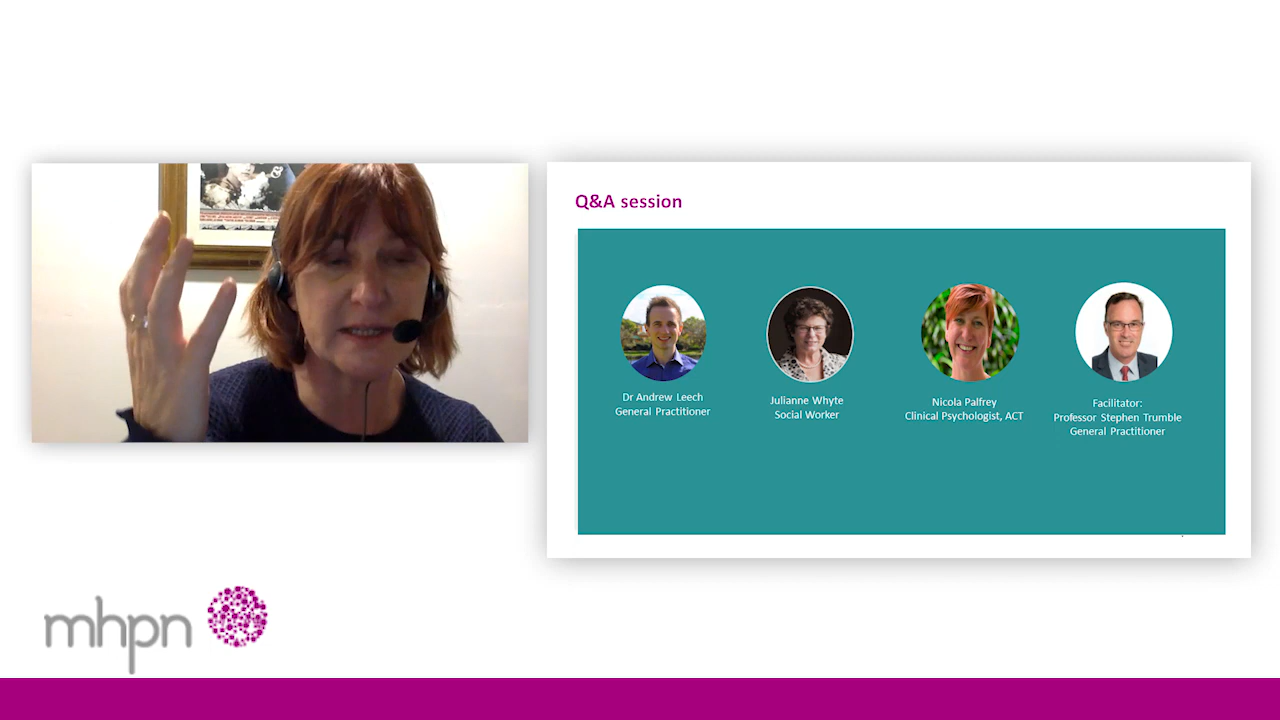 Q&A session
Dr Andrew Leech
General Practitioner
Julianne Whyte
Social Worker
Nicola Palfrey
Clinical Psychologist, ACT
Facilitator:
Professor Stephen Trumble
General Practitioner
mhpn